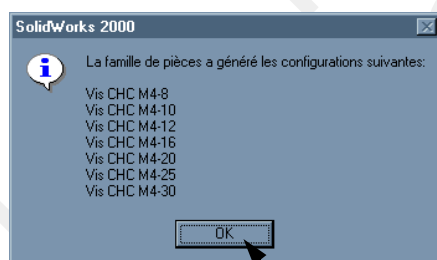 SolidWorks 2000
La famille de pièces a généré les configurations suivantes:
Vis CHC M4-8
Vis CHC M4-10
Vis CHC M4-12
Vis CHC M4-16
Vis CHC M4-20
Vis CHC M4-25
Vis CHC M4-30
OK